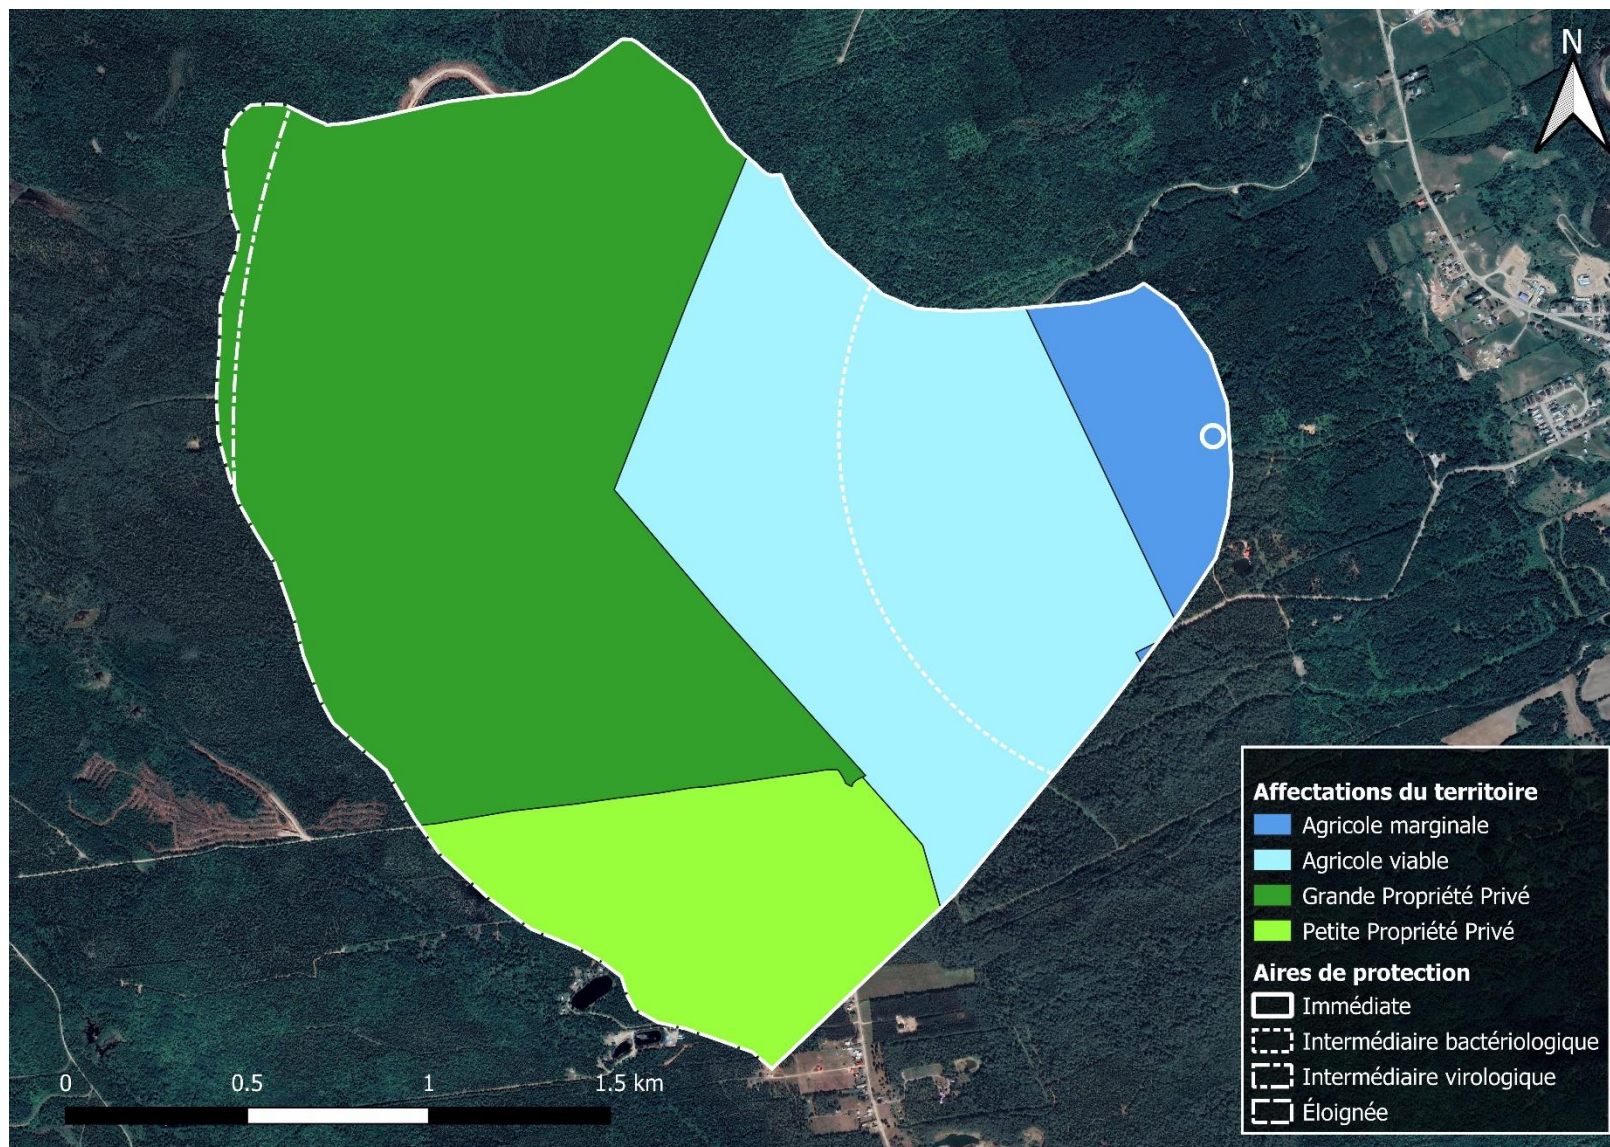 N
Affectations du territoire
Agricole marginale
Agricole viable
Grande Propriété Privé
Petite Propriété Privé
Aires de protection
Immédiate
Intermédiaire bactériologique
Intermédiaire virologique
Éloignée
0 0.5 1 1.5 km